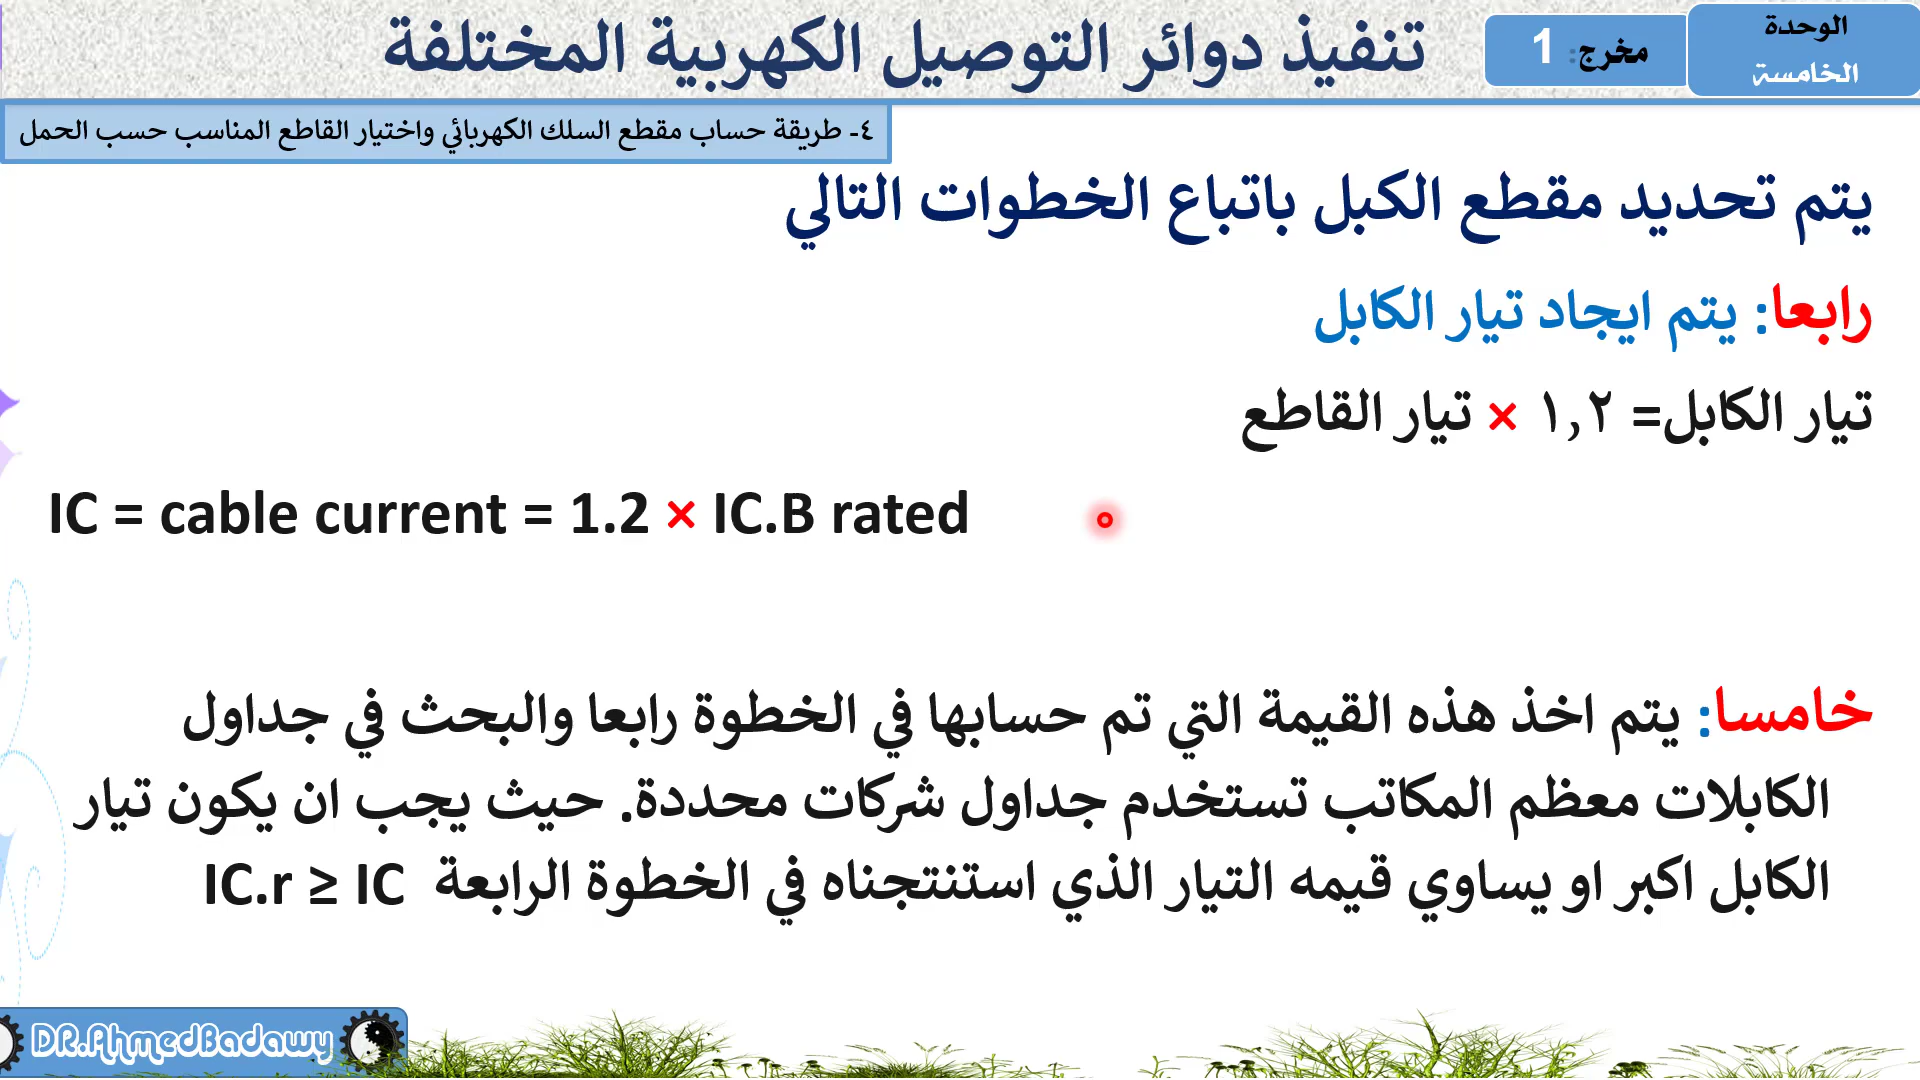 الوحدة
الخامسة
مخرج: 1
تنفيذ دوائر التوصيل الكهربية المختلفة
٤- طريقة حساب مقطع السلك الكهربائي واختيار القاطع المناسب حسب الحمل
يتم تحديد مقطع الكبل باتباع الخطوات التالي
رابعا: يتم ايجاد تيار الكابل
تيار الكابل= ١,٢ × تيار القاطع
IC = cable current = 1.2 × IC.B rated
خامسا: يتم اخذ هذه القيمة التي تم حسابها في الخطوة رابعا والبحث في جداول
الكابلات معظم المكاتب تستخدم جداول شركات محددة. حيث يجب ان يكون تيار
الكابل اكبر او يساوي قيمه التيار الذي استنتجناه في الخطوة الرابعة IC.r ≥ IC
DR.AhmedBadawy